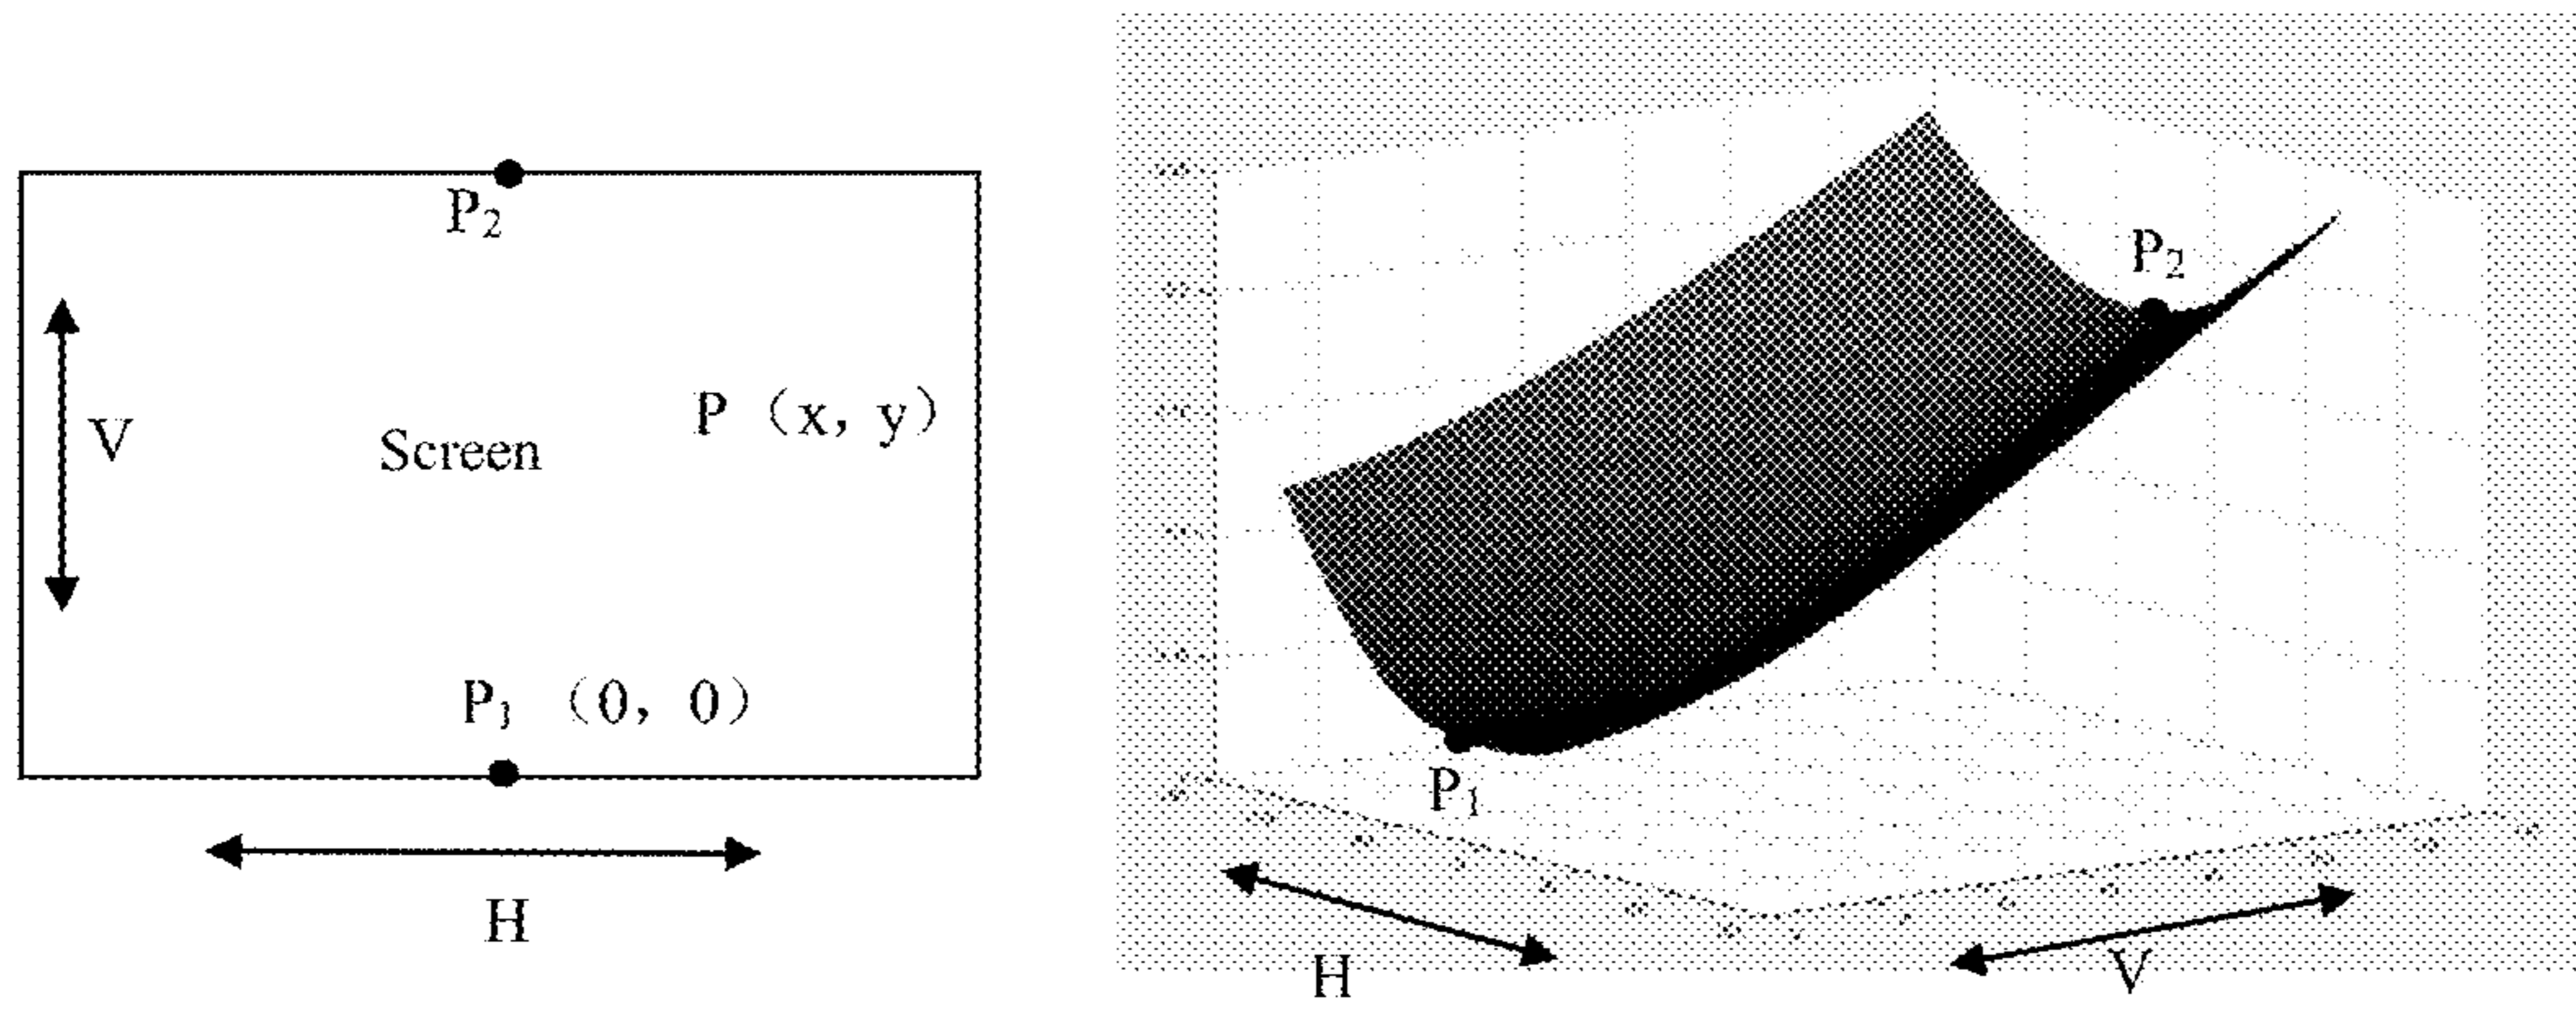 P₂
V
Screen
P (x, y)
P₁ (0, 0)
H
P₂
P₁
H
V